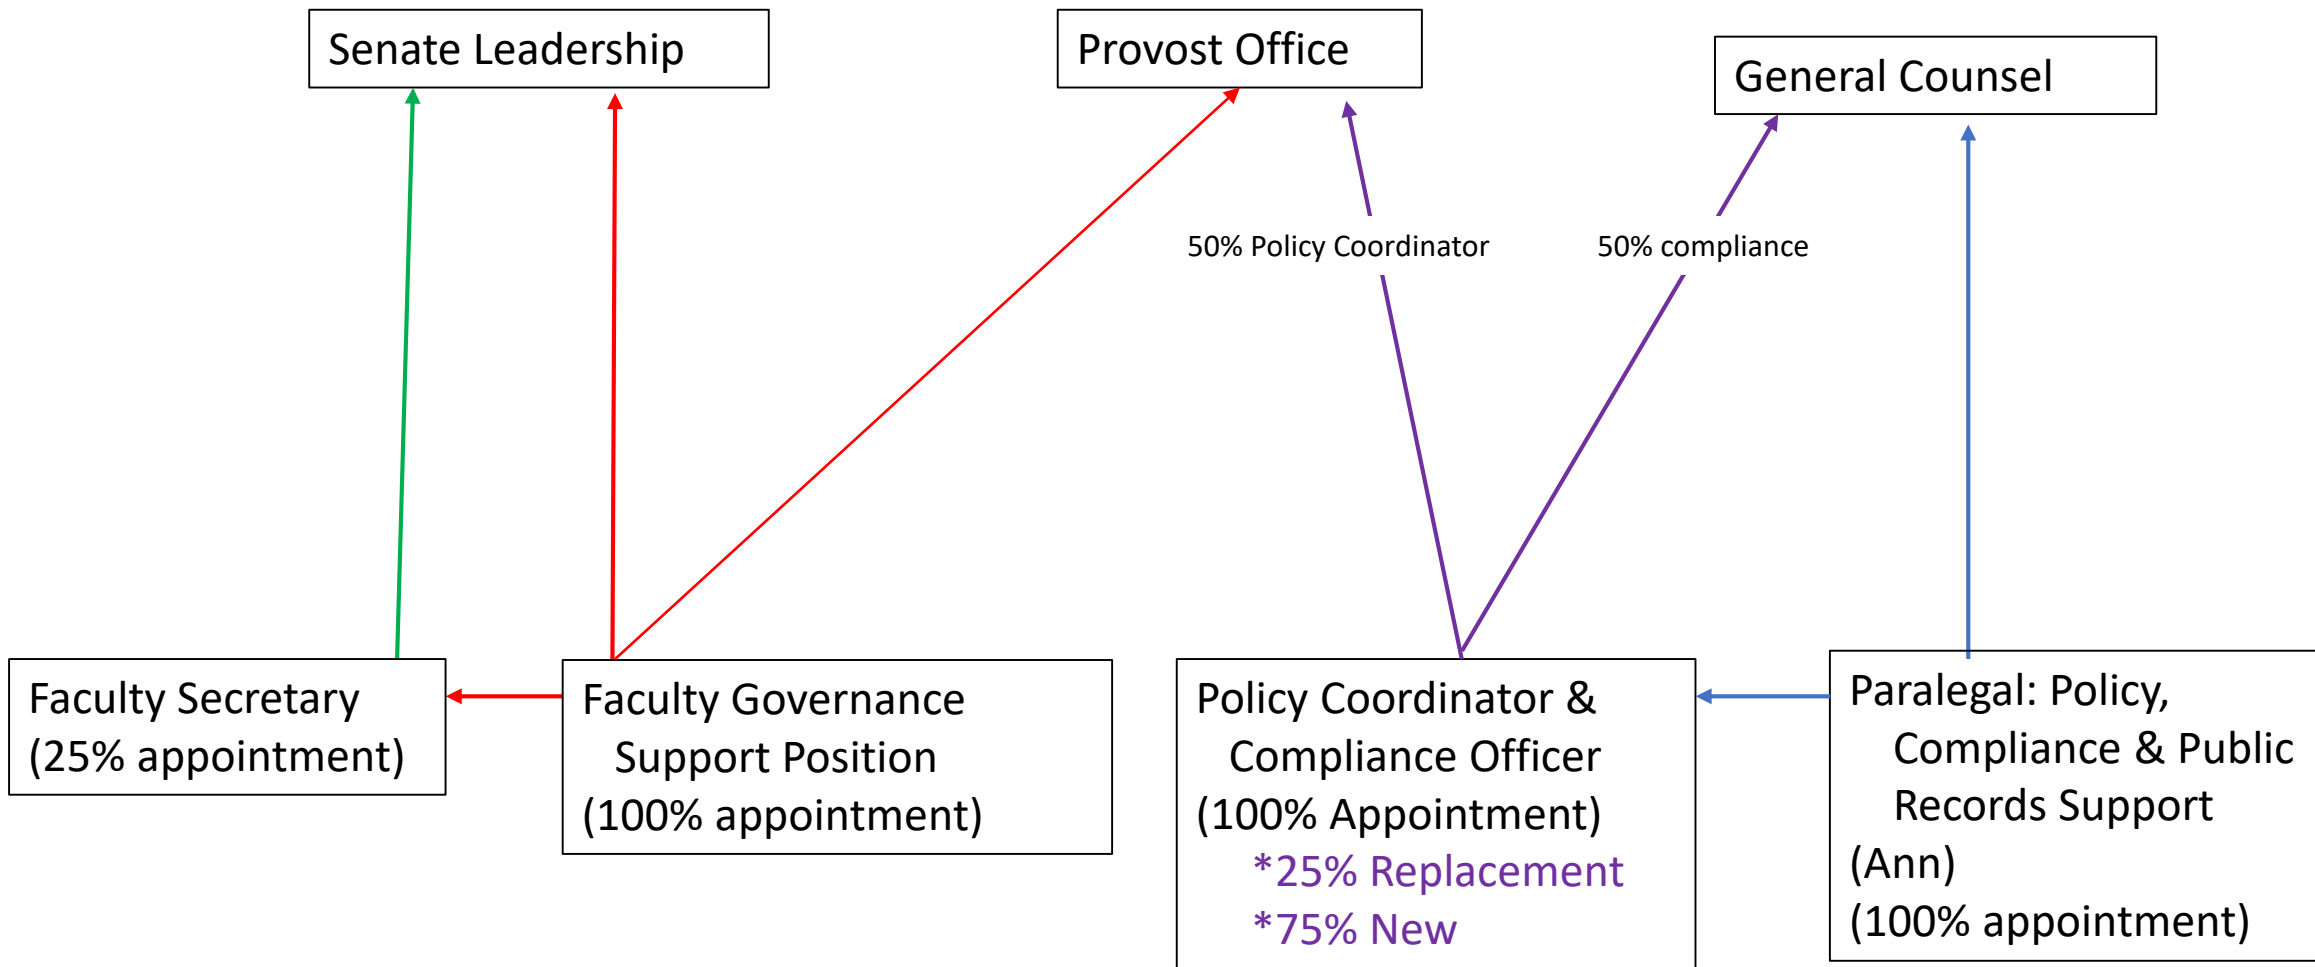 Senate Leadership
Provost Office
General Counsel
50% Policy Coordinator
50% compliance
Faculty Secretary
(25% appointment)
Faculty Governance
Support Position
(100% appointment)
Policy Coordinator &
Compliance Officer
(100% Appointment)
*25% Replacement
*75% New
Paralegal: Policy,
Compliance & Public
Records Support
(Ann)
(100% appointment)